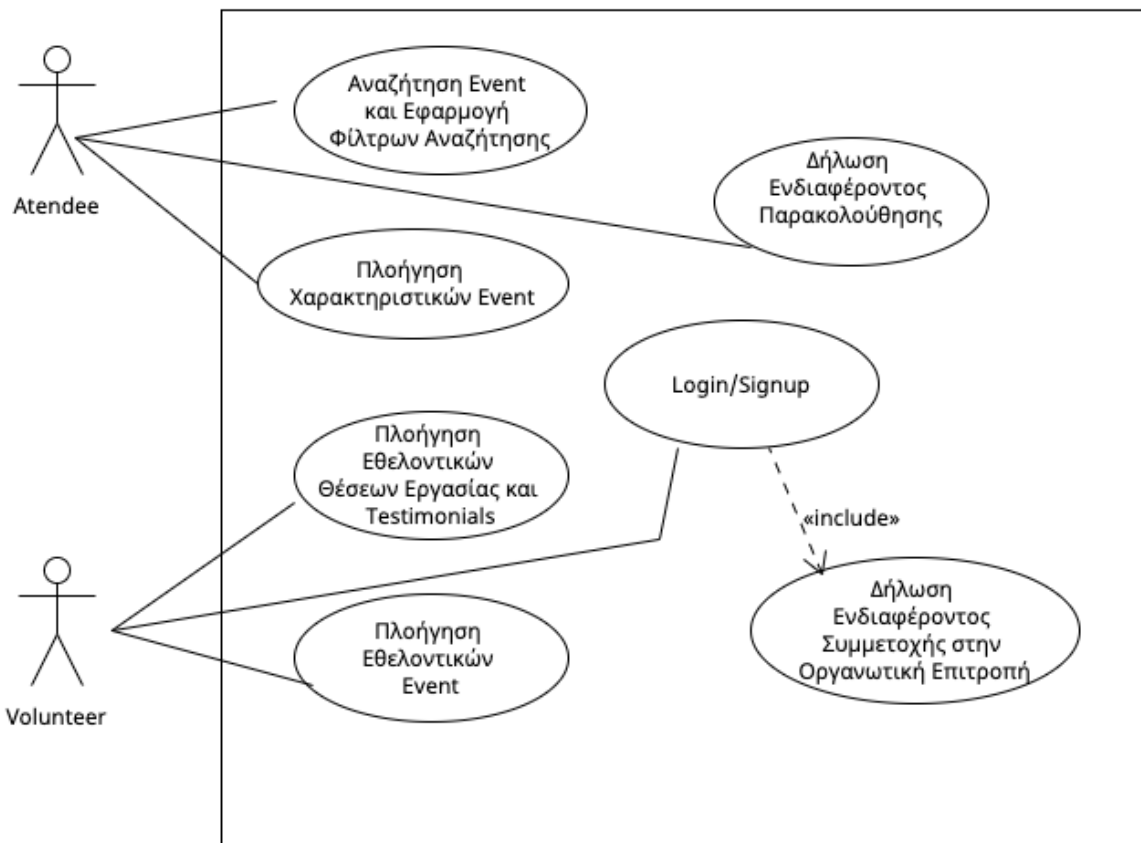 Αναζήτηση Event
και Εφαρμογή
Φίλτρων Αναζήτησης
Atendee
Δήλωση
Ενδιαφέροντος
Παρακολούθησης
Πλοήγηση
Χαρακτηριστικών Event
Login/Signup
Πλοήγηση
Εθελοντικών
Θέσεων Εργασίας και
Testimonials
«include»
Δήλωση
Ενδιαφέροντος
Συμμετοχής στην
Οργανωτική Επιτροπή
Πλοήγηση
Εθελοντικών
Event
Volunteer